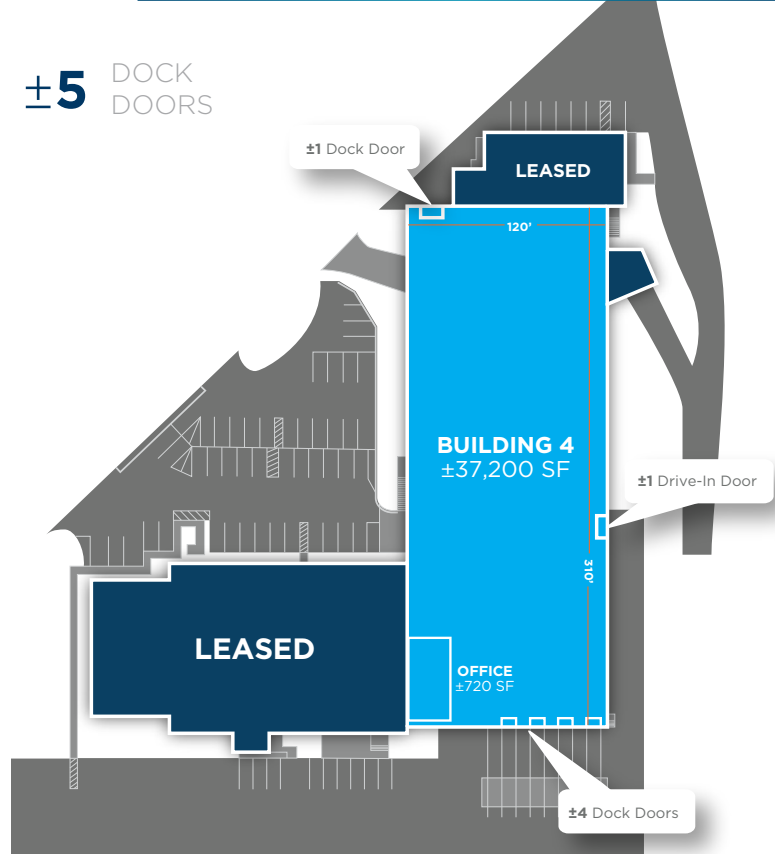 ±5 DOCK
DOORS
±1 Dock Door
LEASED
120'
BUILDING 4
±37,200 SF
±1 Drive-In Door
310'
LEASED
OFFICE
±720 SF
±4 Dock Doors